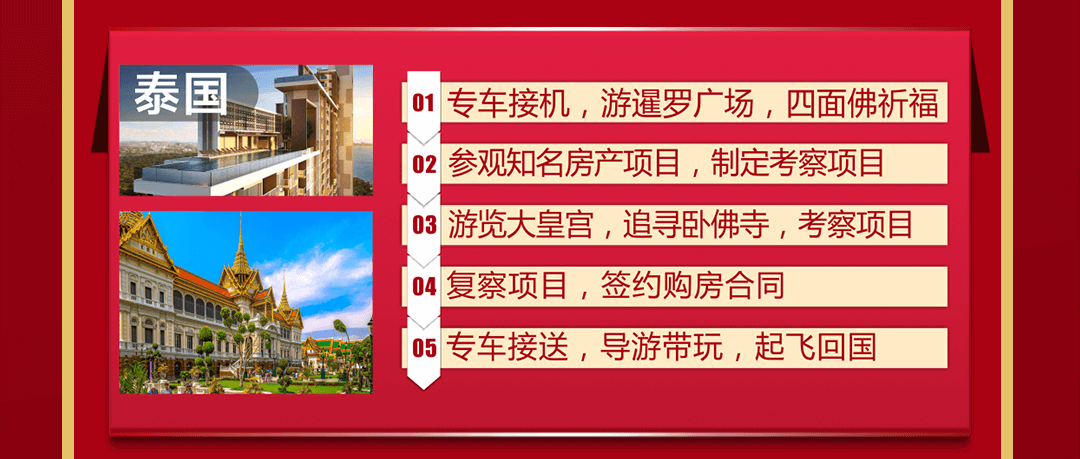 泰国
01 专车接机，游暹罗广场，四面佛祈福
02 参观知名房产项目，制定考察项目
03 游览大皇宫，追寻卧佛寺，考察项目
04 复察项目，签约购房合同
05 专车接送，导游带玩，起飞回国